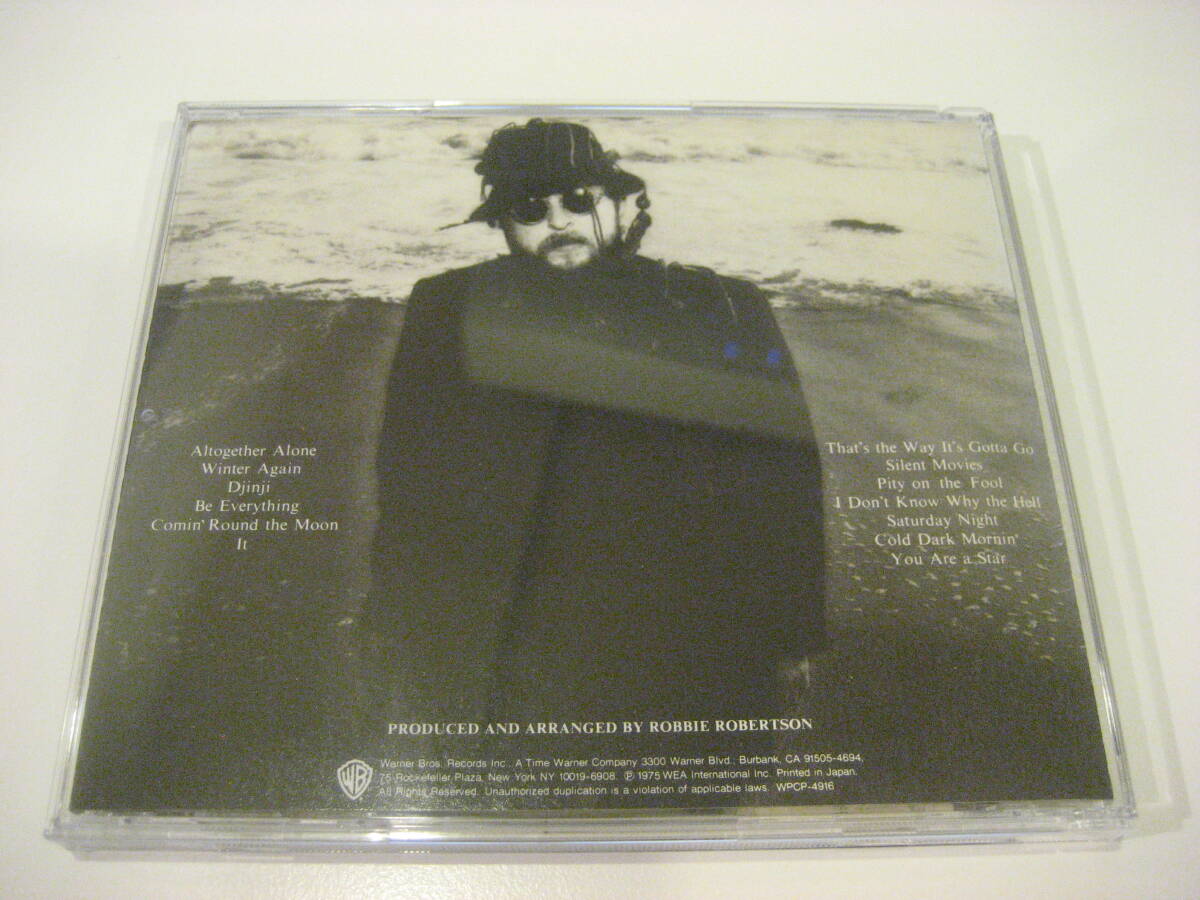 Altogether Alone
Winter Again
Djinji
Be Everything
Comin' Round the Moon
It
That's the Way It's Gotta Go
Silent Movies
Pity on the Fool
I Don't Know Why the Hell
Saturday Night
Cold Dark Mornin'
You Are a Star
PRODUCED AND ARRANGED BY ROBBIE ROBERTSON
WB
Warner Bros. Records Inc., A Time Warner Company 3300 Warner Blvd., Burbank, CA 91505-4694,
75 Rockefeller Plaza, New York NY 10019-6908. ℗ 1975 WEA International Inc. Printed in Japan.
All Rights Reserved. Unauthorized duplication is a violation of applicable laws. WPCP-4916